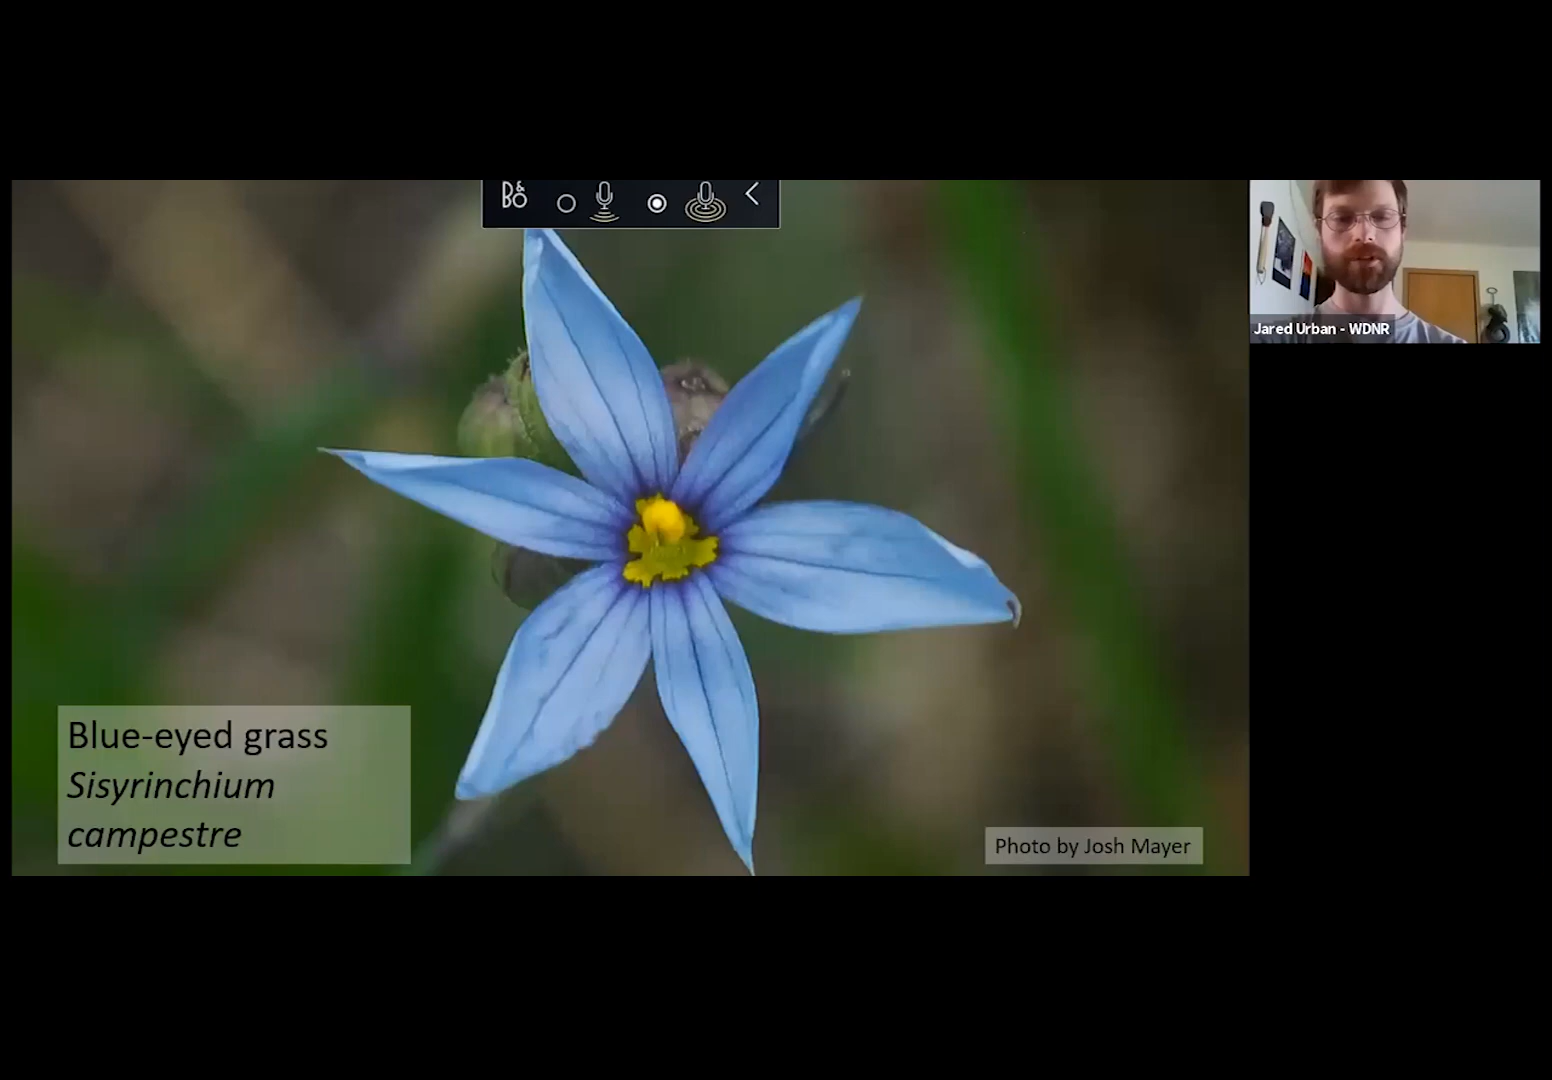 B&O
Jared Urban - WDNR
Blue-eyed grass
Sisyrinchium
campestre
Photo by Josh Mayer